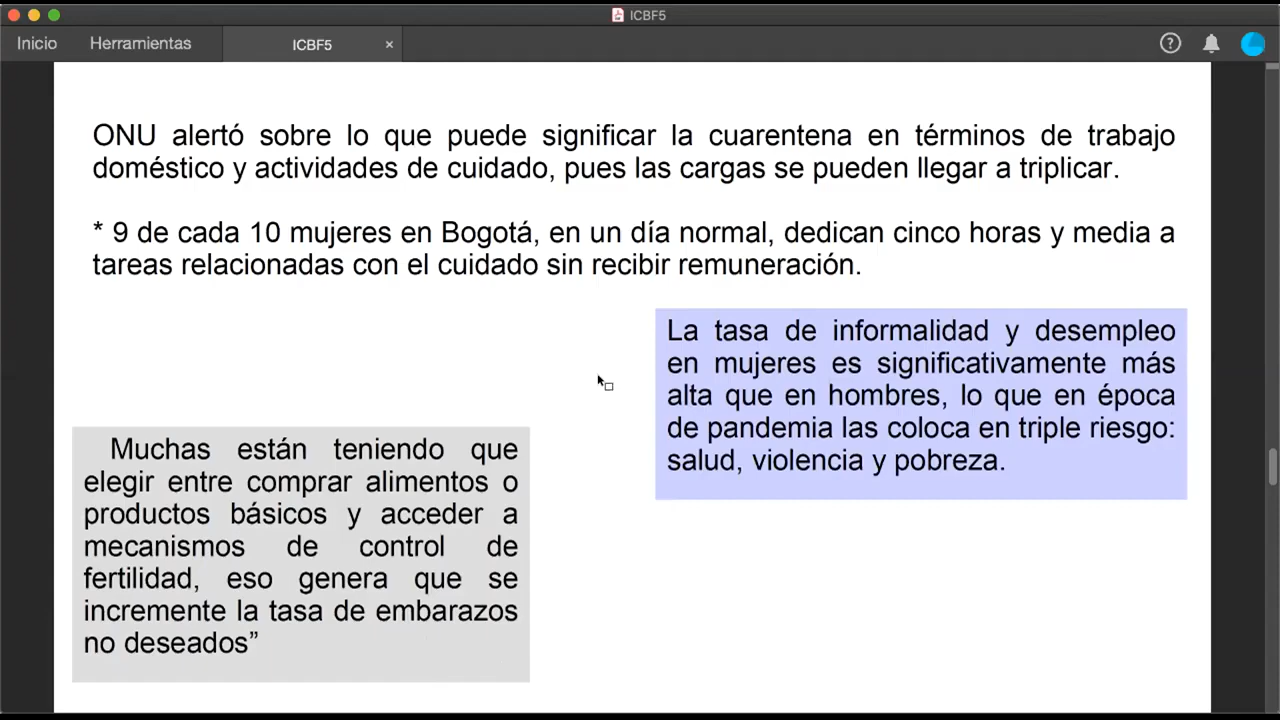 ICBF5
Inicio
Herramientas
ICBF5
ONU alertó sobre lo que puede significar la cuarentena en términos de trabajo
doméstico y actividades de cuidado, pues las cargas se pueden llegar a triplicar.
* 9 de cada 10 mujeres en Bogotá, en un día normal, dedican cinco horas y media a
tareas relacionadas con el cuidado sin recibir remuneración.
La tasa de informalidad y desempleo
en mujeres es significativamente más
alta que en hombres, lo que en época
de pandemia las coloca en triple riesgo:
salud, violencia y pobreza.
Muchas están teniendo que
elegir entre comprar alimentos o
productos básicos y acceder a
mecanismos de control de
fertilidad, eso genera que se
incremente la tasa de embarazos
no deseados”